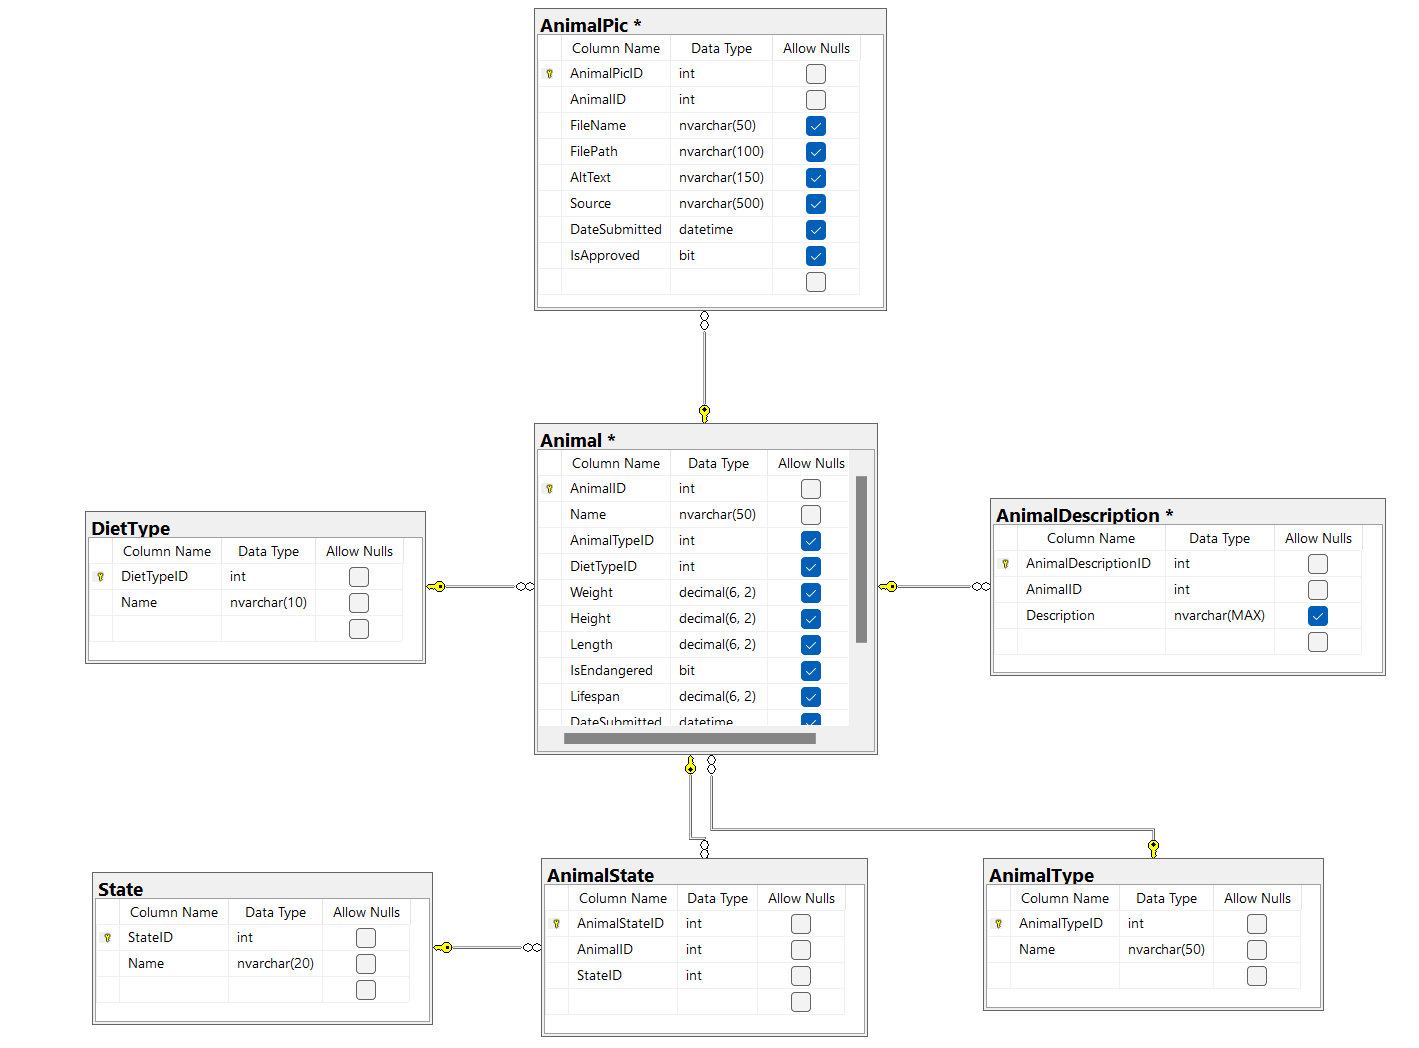 AnimalPic *
Column Name Data Type Allow Nulls
AnimalPicID int
AnimalID int
FileName nvarchar(50)
FilePath nvarchar(100)
AltText nvarchar(150)
Source nvarchar(500)
DateSubmitted datetime
IsApproved bit
Animal *
Column Name Data Type Allow Nulls
AnimalID int
Name nvarchar(50)
AnimalTypeID int
DietTypeID int
Weight decimal(6, 2)
Height decimal(6, 2)
Length decimal(6, 2)
IsEndangered bit
Lifespan decimal(6, 2)
DateSubmitted datetime
DietType
Column Name Data Type Allow Nulls
DietTypeID int
Name nvarchar(10)
AnimalDescription *
Column Name Data Type Allow Nulls
AnimalDescriptionID int
AnimalID int
Description nvarchar(MAX)
State
Column Name Data Type Allow Nulls
StateID int
Name nvarchar(20)
AnimalState
Column Name Data Type Allow Nulls
AnimalStateID int
AnimalID int
StateID int
AnimalType
Column Name Data Type Allow Nulls
AnimalTypeID int
Name nvarchar(50)